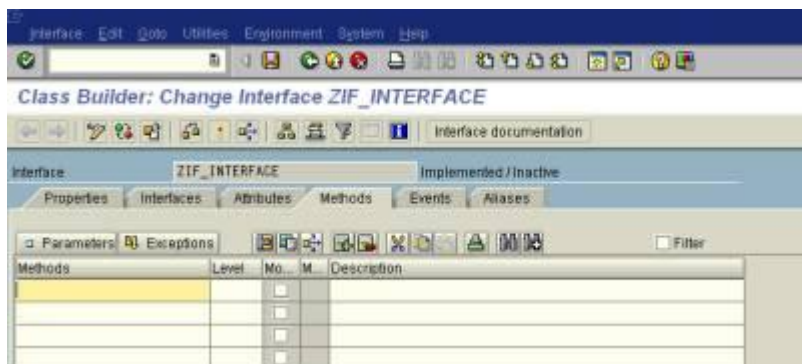 Interface Edit Goto Utilities Environment System Help
Class Builder: Change Interface ZIF_INTERFACE
Interface documentation
Interface ZIF_INTERFACE Implemented / Inactive
Properties Interfaces Attributes Methods Events Aliases
Parameters Exceptions Filter
Methods Level Mo... M... Description